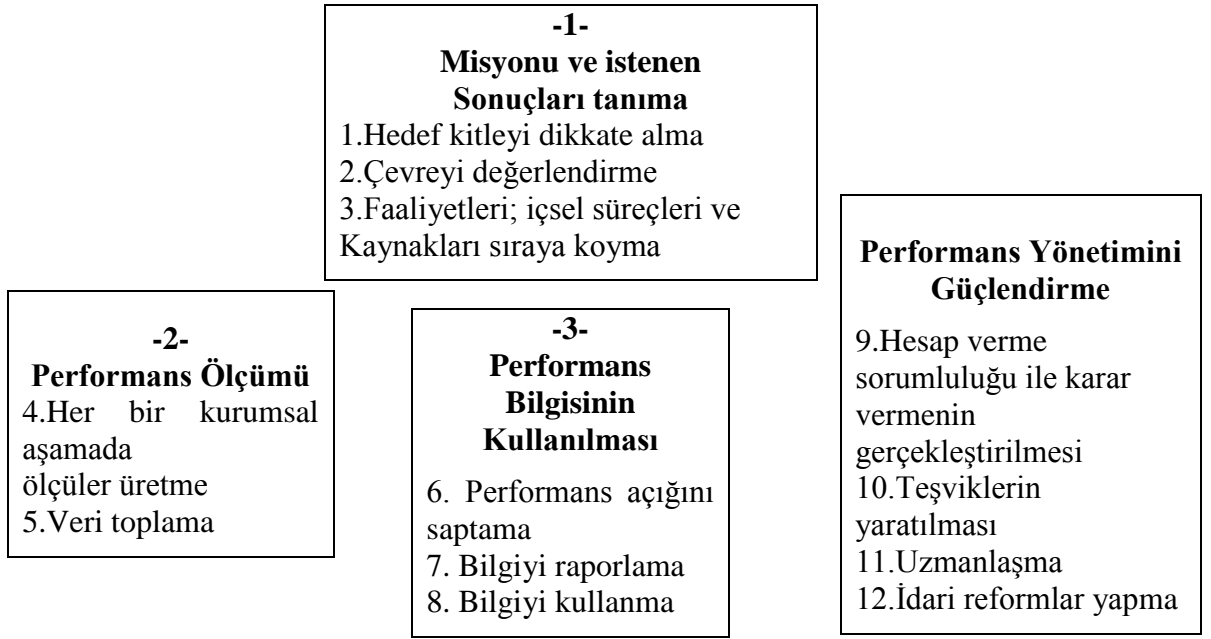 -1-
Misyonu ve istenen
Sonuçları tanıma
1.Hedef kitleyi dikkate alma
2.Çevreyi değerlendirme
3.Faaliyetleri; içsel süreçleri ve
Kaynakları sıraya koyma
-2-
Performans Ölçümü
4.Her bir kurumsal
aşamada
ölçüler üretme
5.Veri toplama
-3-
Performans
Bilgisinin
Kullanılması
6. Performans açığını
saptama
7. Bilgiyi raporlama
8. Bilgiyi kullanma
Performans Yönetimini
Güçlendirme
9.Hesap verme
sorumluluğu ile karar
vermenin
gerçekleştirilmesi
10.Teşviklerin
yaratılması
11.Uzmanlaşma
12.İdari reformlar yapma